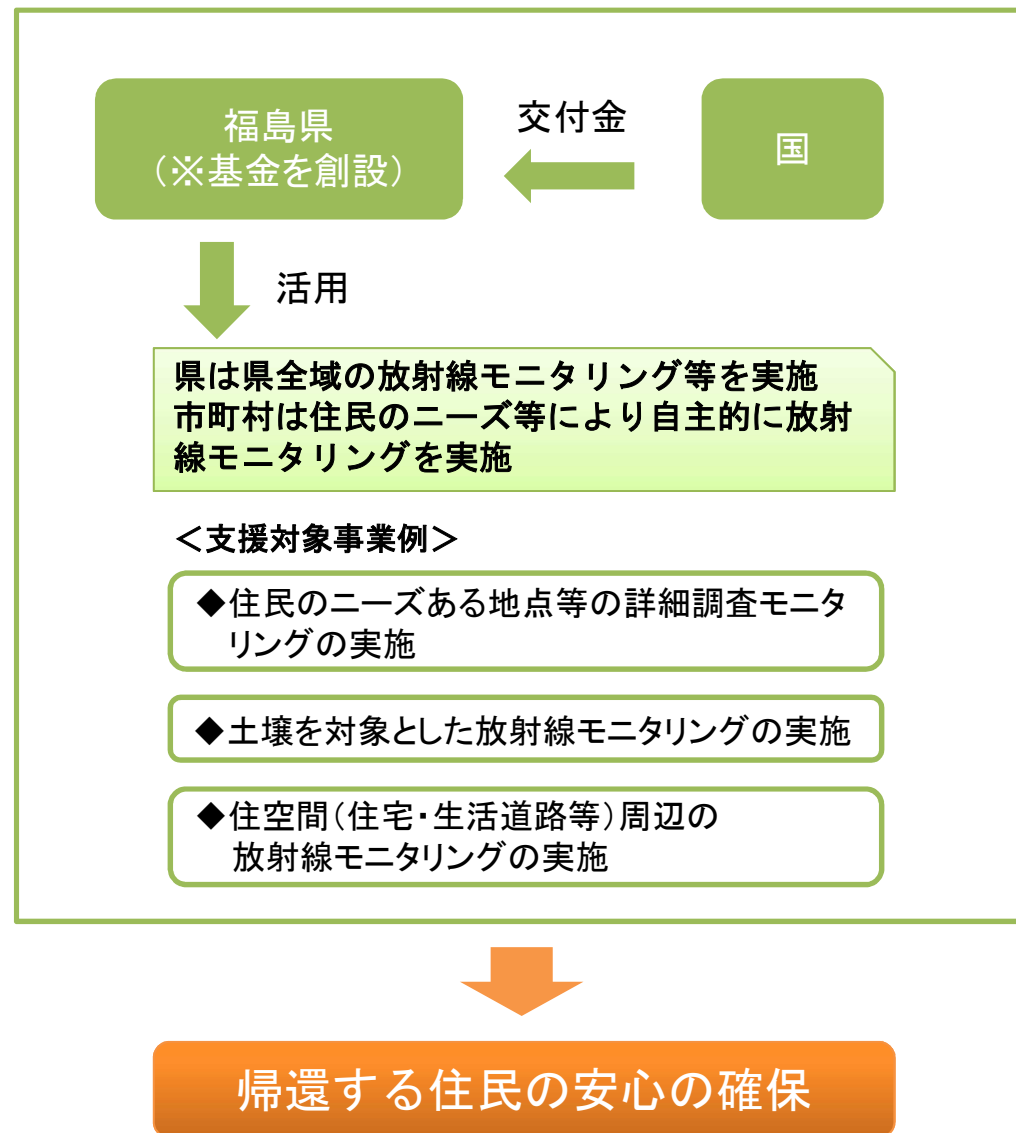 福島県
(※基金を創設)
交付金
国
活用
県は県全域の放射線モニタリング等を実施
市町村は住民のニーズ等により自主的に放射
線モニタリングを実施
＜支援対象事業例＞
◆住民のニーズある地点等の詳細調査モニタ
リングの実施
◆土壌を対象とした放射線モニタリングの実施
◆住空間(住宅・生活道路等)周辺の
放射線モニタリングの実施
帰還する住民の安心の確保